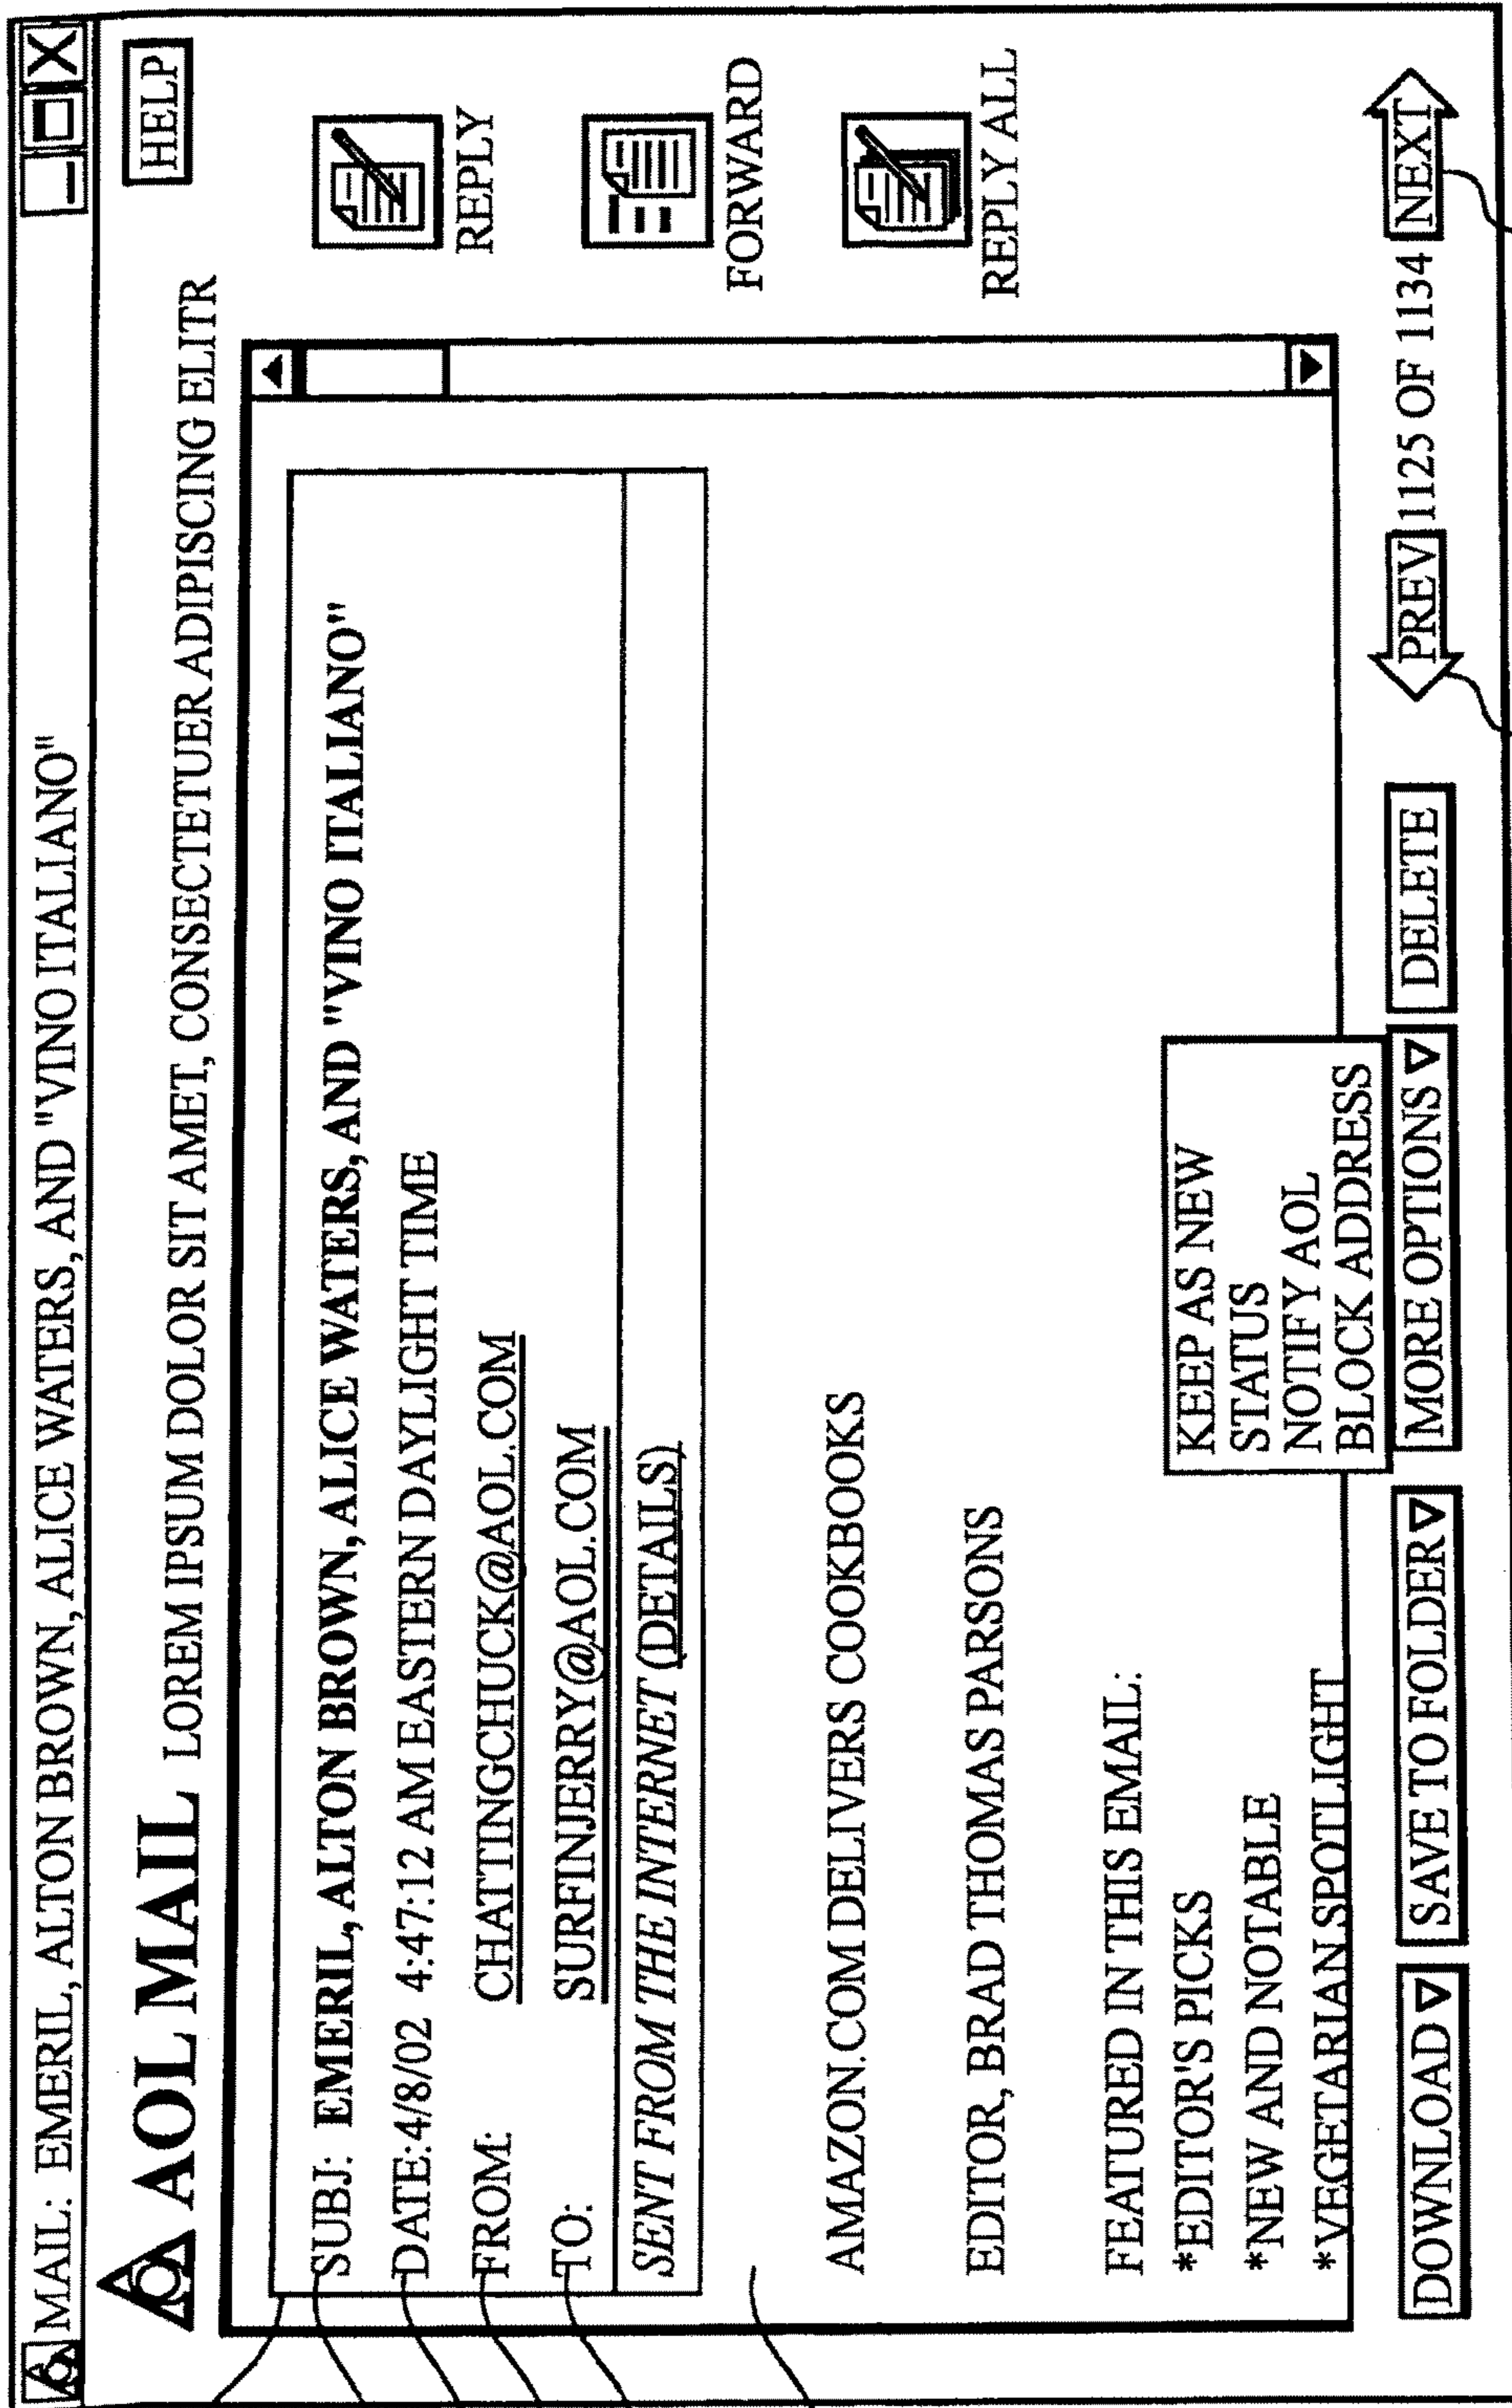 MAIL: EMERIL, ALTON BROWN, ALICE WATERS, AND "VINO ITALIANO"
HELP
AOL MAIL LOREM IPSUM DOLOR SIT AMET, CONSECTETUER ADIPISCING ELITR
SUBJ: EMERIL, ALTON BROWN, ALICE WATERS, AND "VINO ITALIANO"
DATE:4/8/02 4:47:12 AM EASTERN DAYLIGHT TIME
FROM: CHATTINGCHUCK@AOL.COM
TO: SURFINJERRY@AOL.COM
SENT FROM THE INTERNET (DETAILS)
AMAZON.COM DELIVERS COOKBOOKS
EDITOR, BRAD THOMAS PARSONS
FEATURED IN THIS EMAIL:
*EDITOR'S PICKS
*NEW AND NOTABLE
*VEGETARIAN SPOTLIGHT
REPLY
FORWARD
REPLY ALL
KEEP AS NEW
STATUS
NOTIFY AOL
BLOCK ADDRESS
DOWNLOAD SAVE TO FOLDER MORE OPTIONS DELETE PREV 1125 OF 1134 NEXT